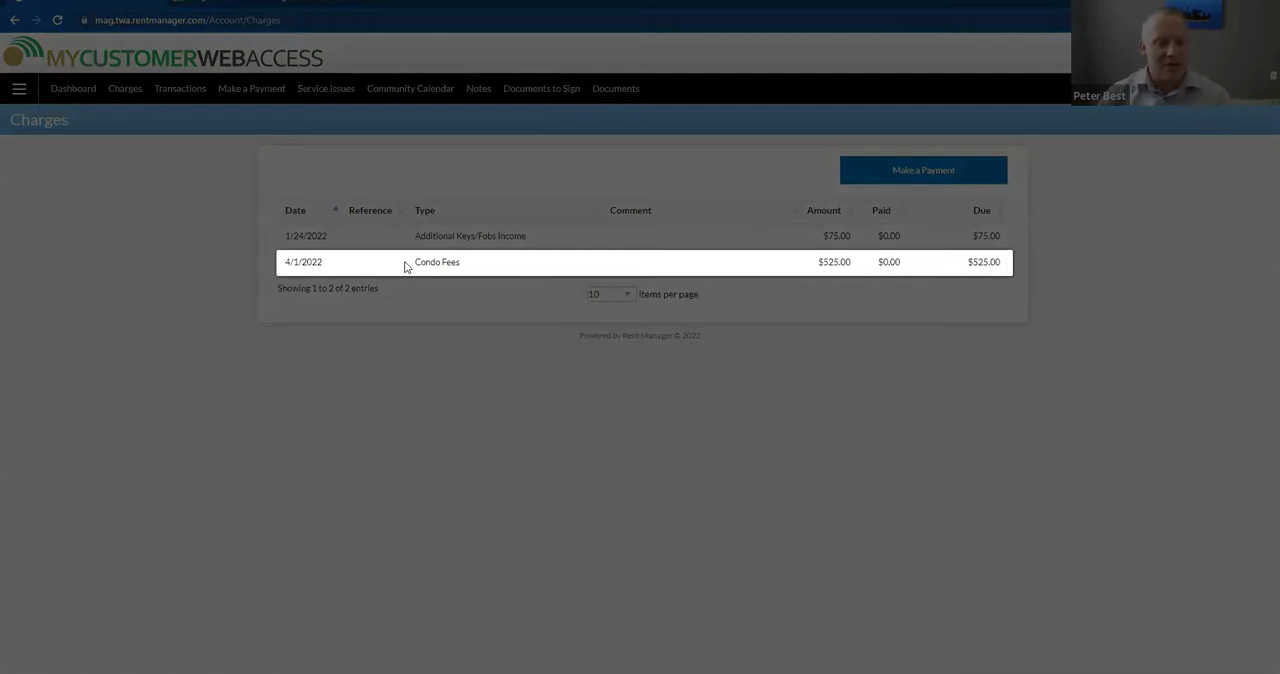 mag.twa.rentmanager.com/Account/Charges
MYCUSTOMERWEBACCESS
Peter Best
Dashboard Charges Transactions Make a Payment Service Issues Community Calendar Notes Documents to Sign Documents
Charges
Make a Payment
Date Reference Type Comment Amount Paid Due
1/24/2022 Additional Keys/Fobs Income $75.00 $0.00 $75.00
4/1/2022 Condo Fees $525.00 $0.00 $525.00
Showing 1 to 2 of 2 entries 10 items per page
Powered by Rent Manager © 2022